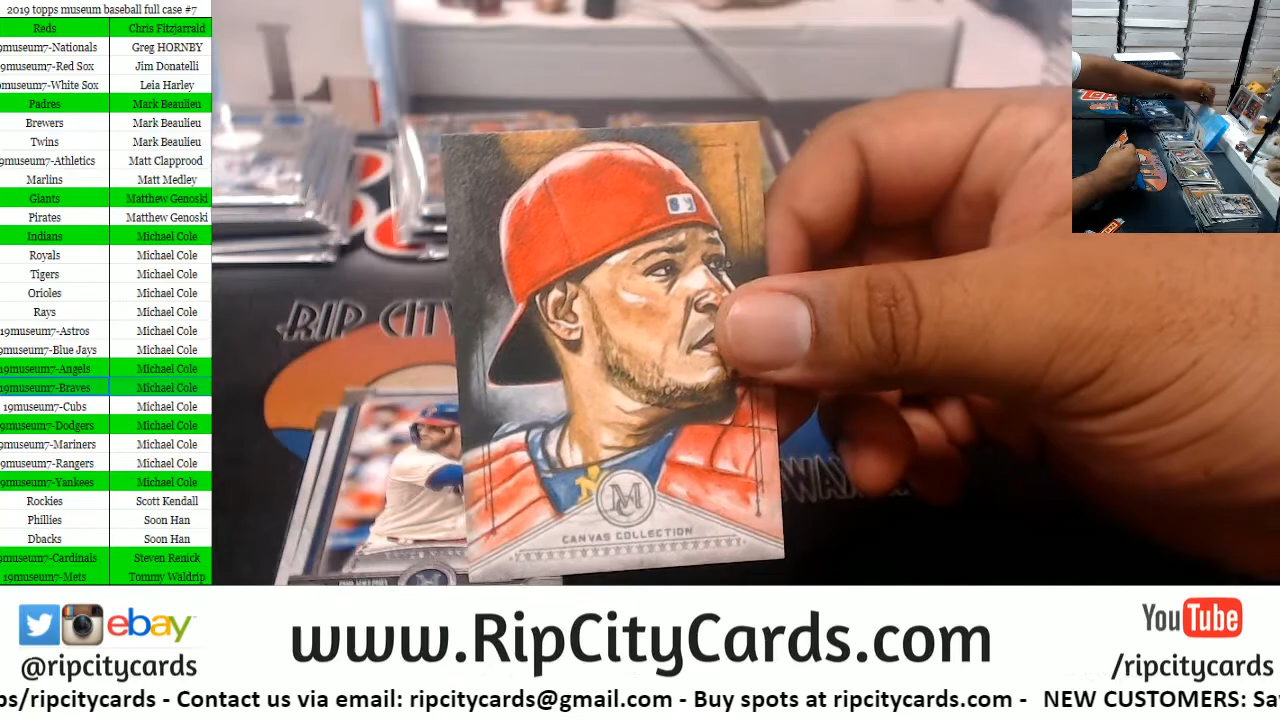 2019 topps museum baseball full case #7
Reds Chris Fitzjarrald
9museum7-Nationals Greg HORNBY
9museum7-Red Sox Jim Donatelli
museum7-White Sox Leia Harley
Padres Mark Beaulieu
Brewers Mark Beaulieu
Twins Mark Beaulieu
9museum7-Athletics Matt Clapprood
Marlins Matt Medley
Giants Matthew Genoski
Pirates Matthew Genoski
Indians Michael Cole
Royals Michael Cole
Tigers Michael Cole
Orioles Michael Cole
Rays Michael Cole
19museum7-Astros Michael Cole
9museum7-Blue Jays Michael Cole
19museum7-Angels Michael Cole
19museum7-Braves Michael Cole
19museum7-Cubs Michael Cole
9museum7-Dodgers Michael Cole
9museum7-Mariners Michael Cole
9museum7-Rangers Michael Cole
9museum7-Yankees Michael Cole
Rockies Scott Kendall
Phillies Soon Han
Dbacks Soon Han
museum7-Cardinals Steven Renick
19museum7-Mets Tommy Waldrip
RIP CITY
WAX
M
CANVAS COLLECTION
ebay
@ripcitycards
www.RipCityCards.com
YouTube
/ripcitycards
ps/ripcitycards - Contact us via email: ripcitycards@gmail.com - Buy spots at ripcitycards.com - NEW CUSTOMERS: Sa